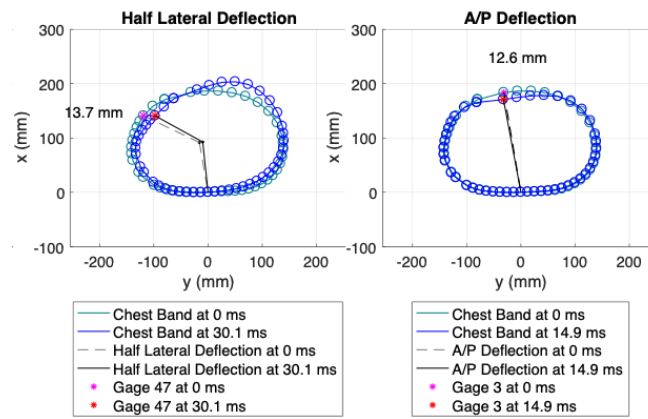 Half Lateral Deflection
300
200
100
0
-100
x (mm)
13.7 mm
-200 -100 0 100 200
y (mm)
Chest Band at 0 ms
Chest Band at 30.1 ms
Half Lateral Deflection at 0 ms
Half Lateral Deflection at 30.1 ms
Gage 47 at 0 ms
Gage 47 at 30.1 ms
A/P Deflection
300
200
100
0
-100
x (mm)
12.6 mm
-200 -100 0 100 200
y (mm)
Chest Band at 0 ms
Chest Band at 14.9 ms
A/P Deflection at 0 ms
A/P Deflection at 14.9 ms
Gage 3 at 0 ms
Gage 3 at 14.9 ms